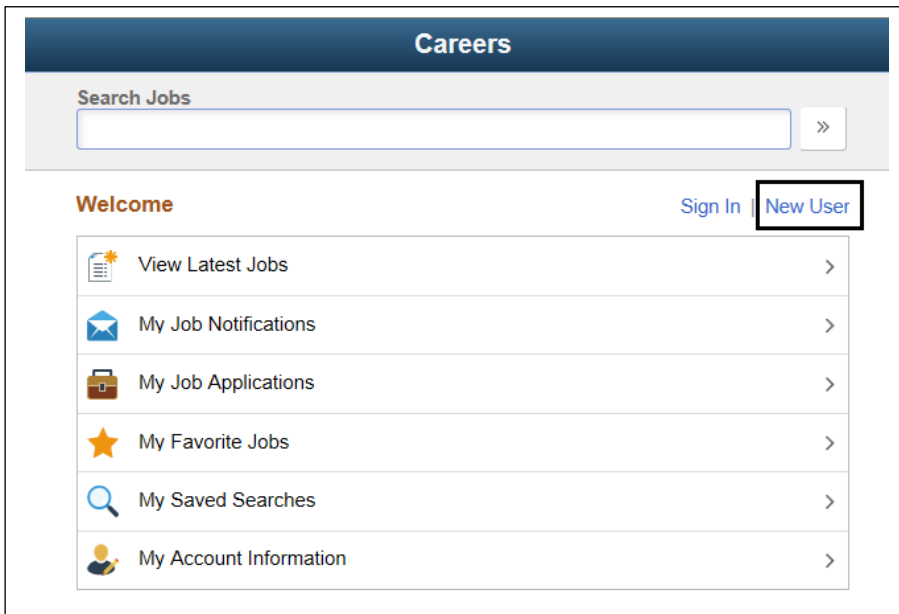 Careers
Search Jobs
Welcome
Sign In | New User
View Latest Jobs
My Job Notifications
My Job Applications
My Favorite Jobs
My Saved Searches
My Account Information